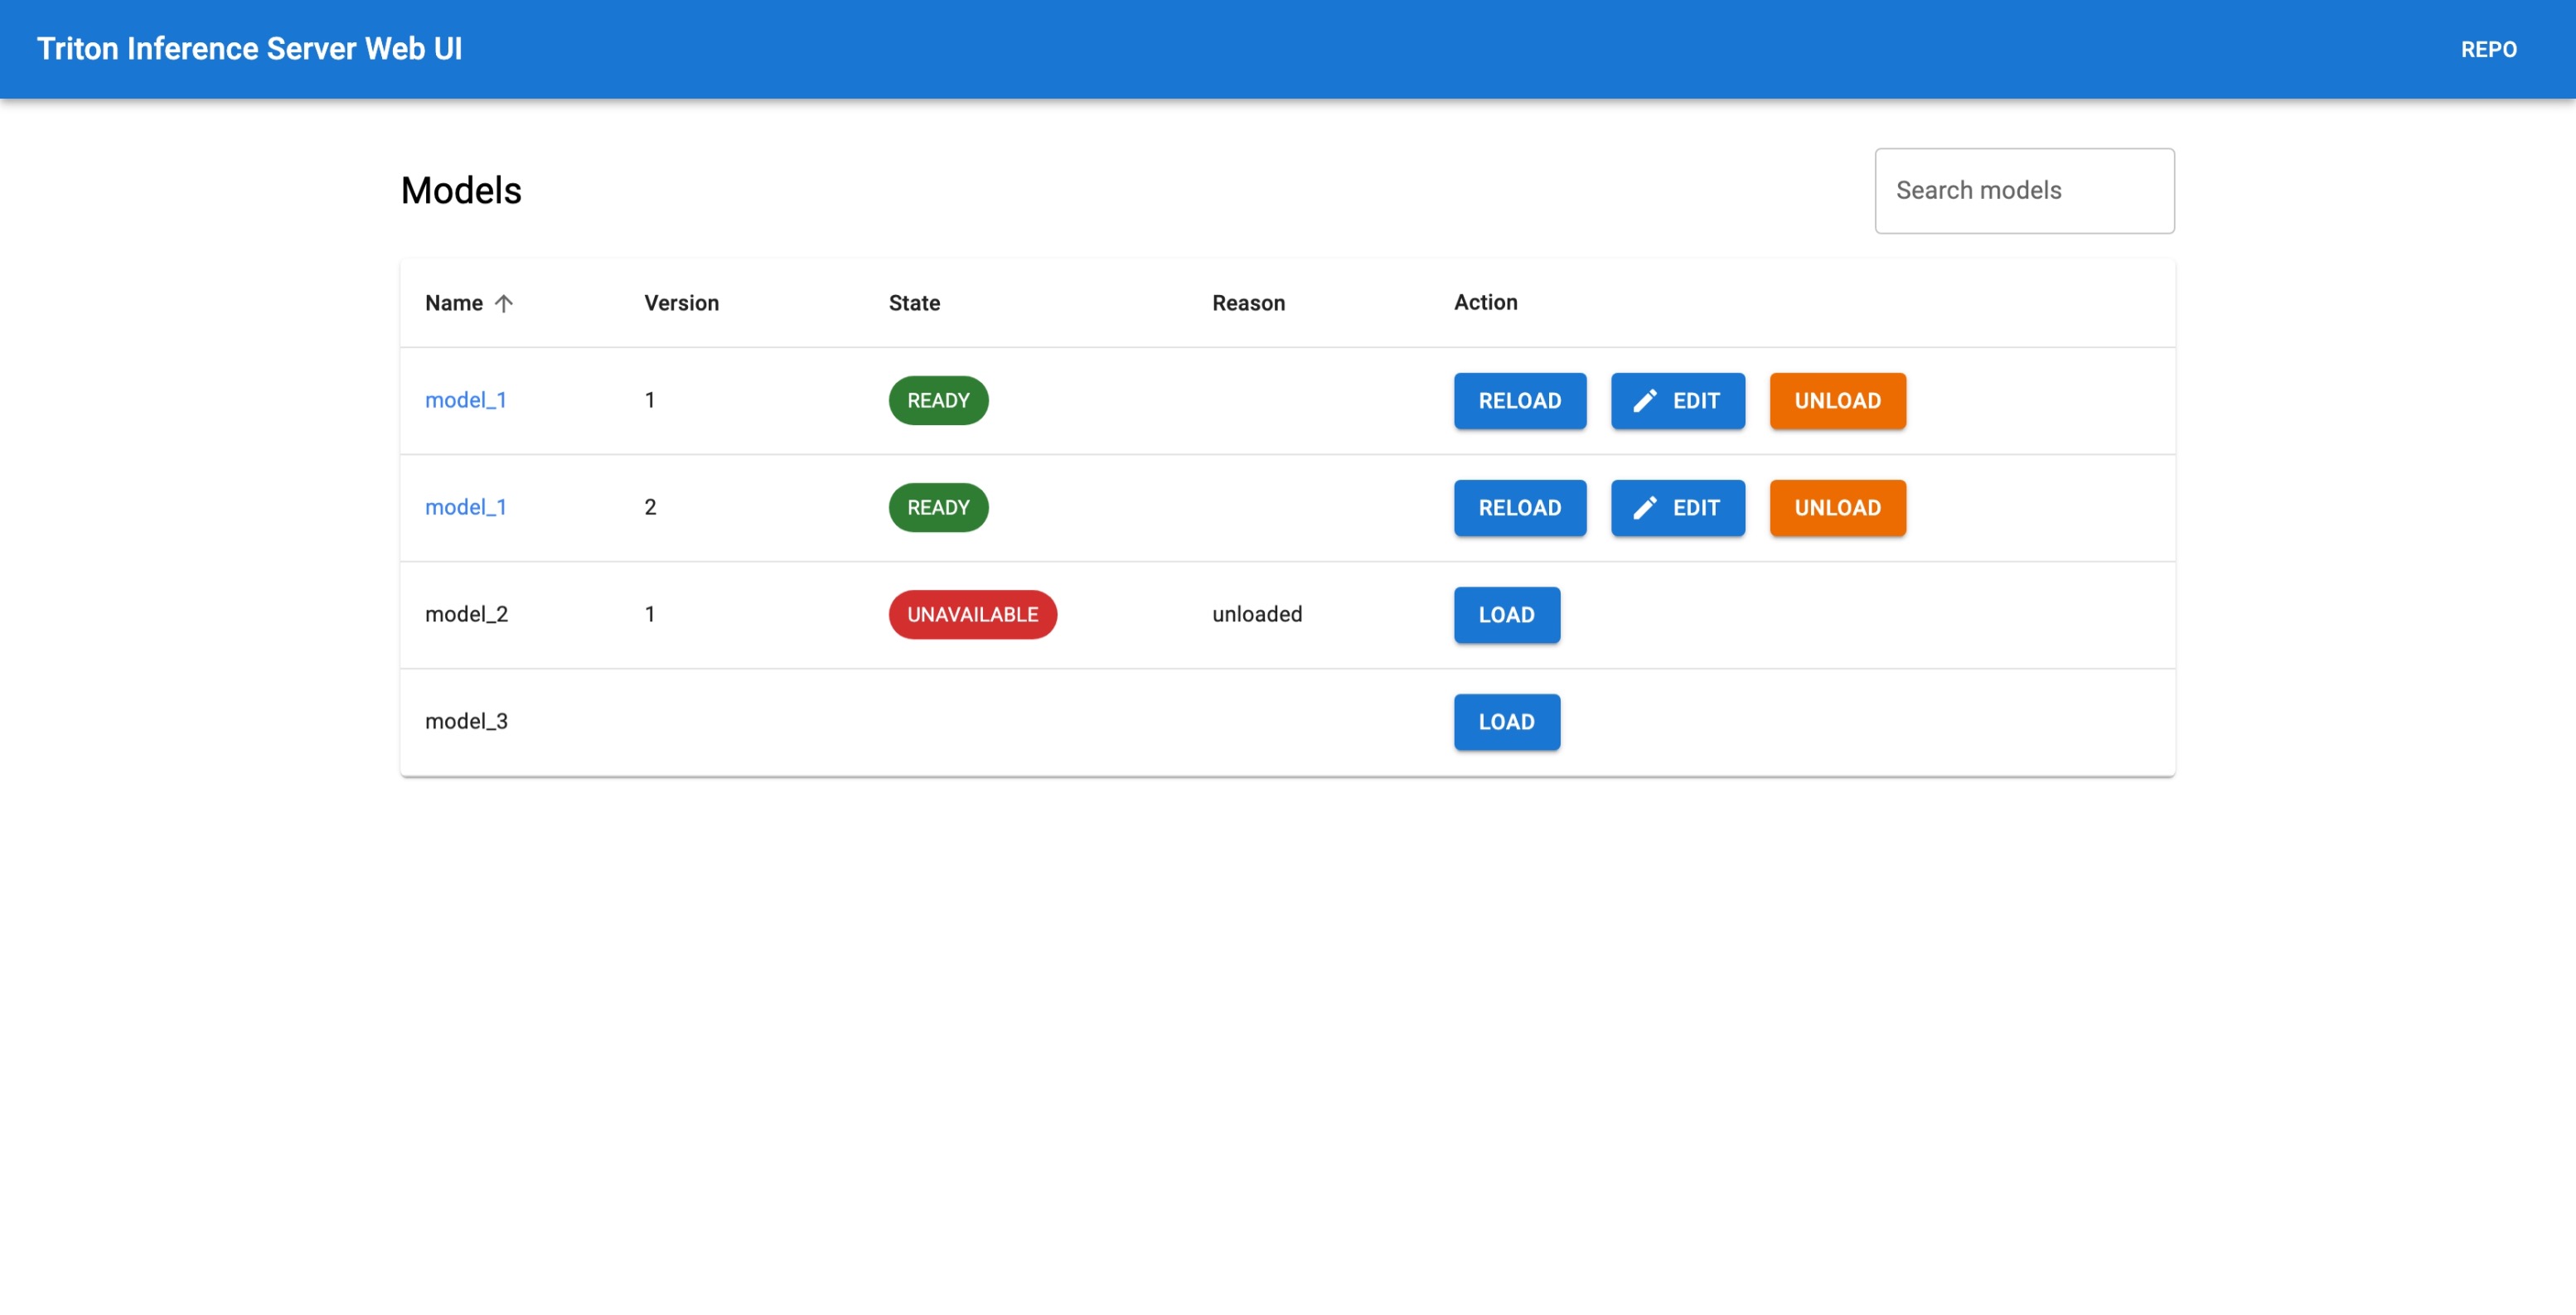 Triton Inference Server Web UI REPO
Models Search models
Name Version State Reason Action
model_1 1 READY RELOAD EDIT UNLOAD
model_1 2 READY RELOAD EDIT UNLOAD
model_2 1 UNAVAILABLE unloaded LOAD
model_3 LOAD